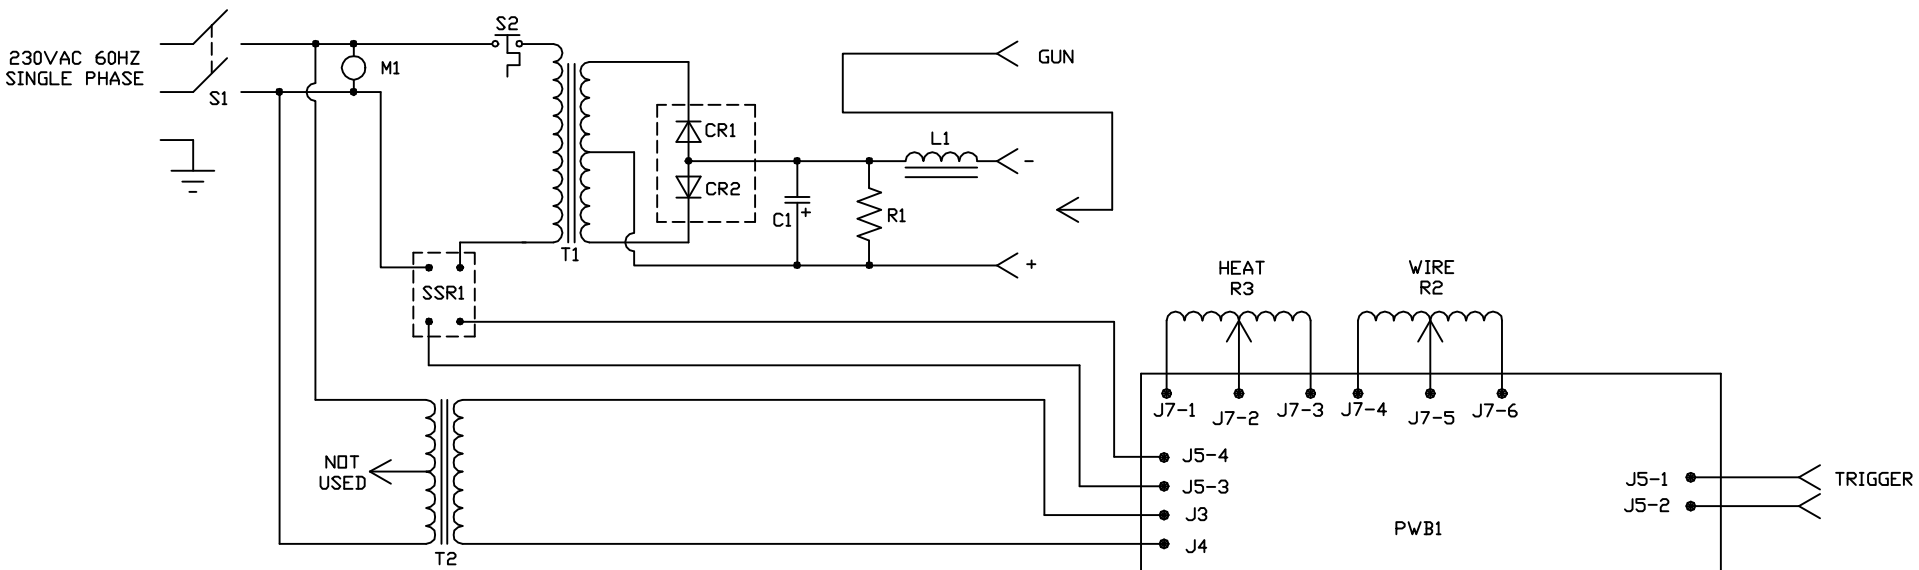 230VAC 60HZ
SINGLE PHASE
S1
M1
S2
T1
CR1
CR2
C1
+
R1
L1
GUN
-
+
SSR1
NOT
USED
T2
HEAT
R3
WIRE
R2
J7-1
J7-2
J7-3
J7-4
J7-5
J7-6
J5-4
J5-3
J3
J4
PWB1
J5-1
J5-2
TRIGGER